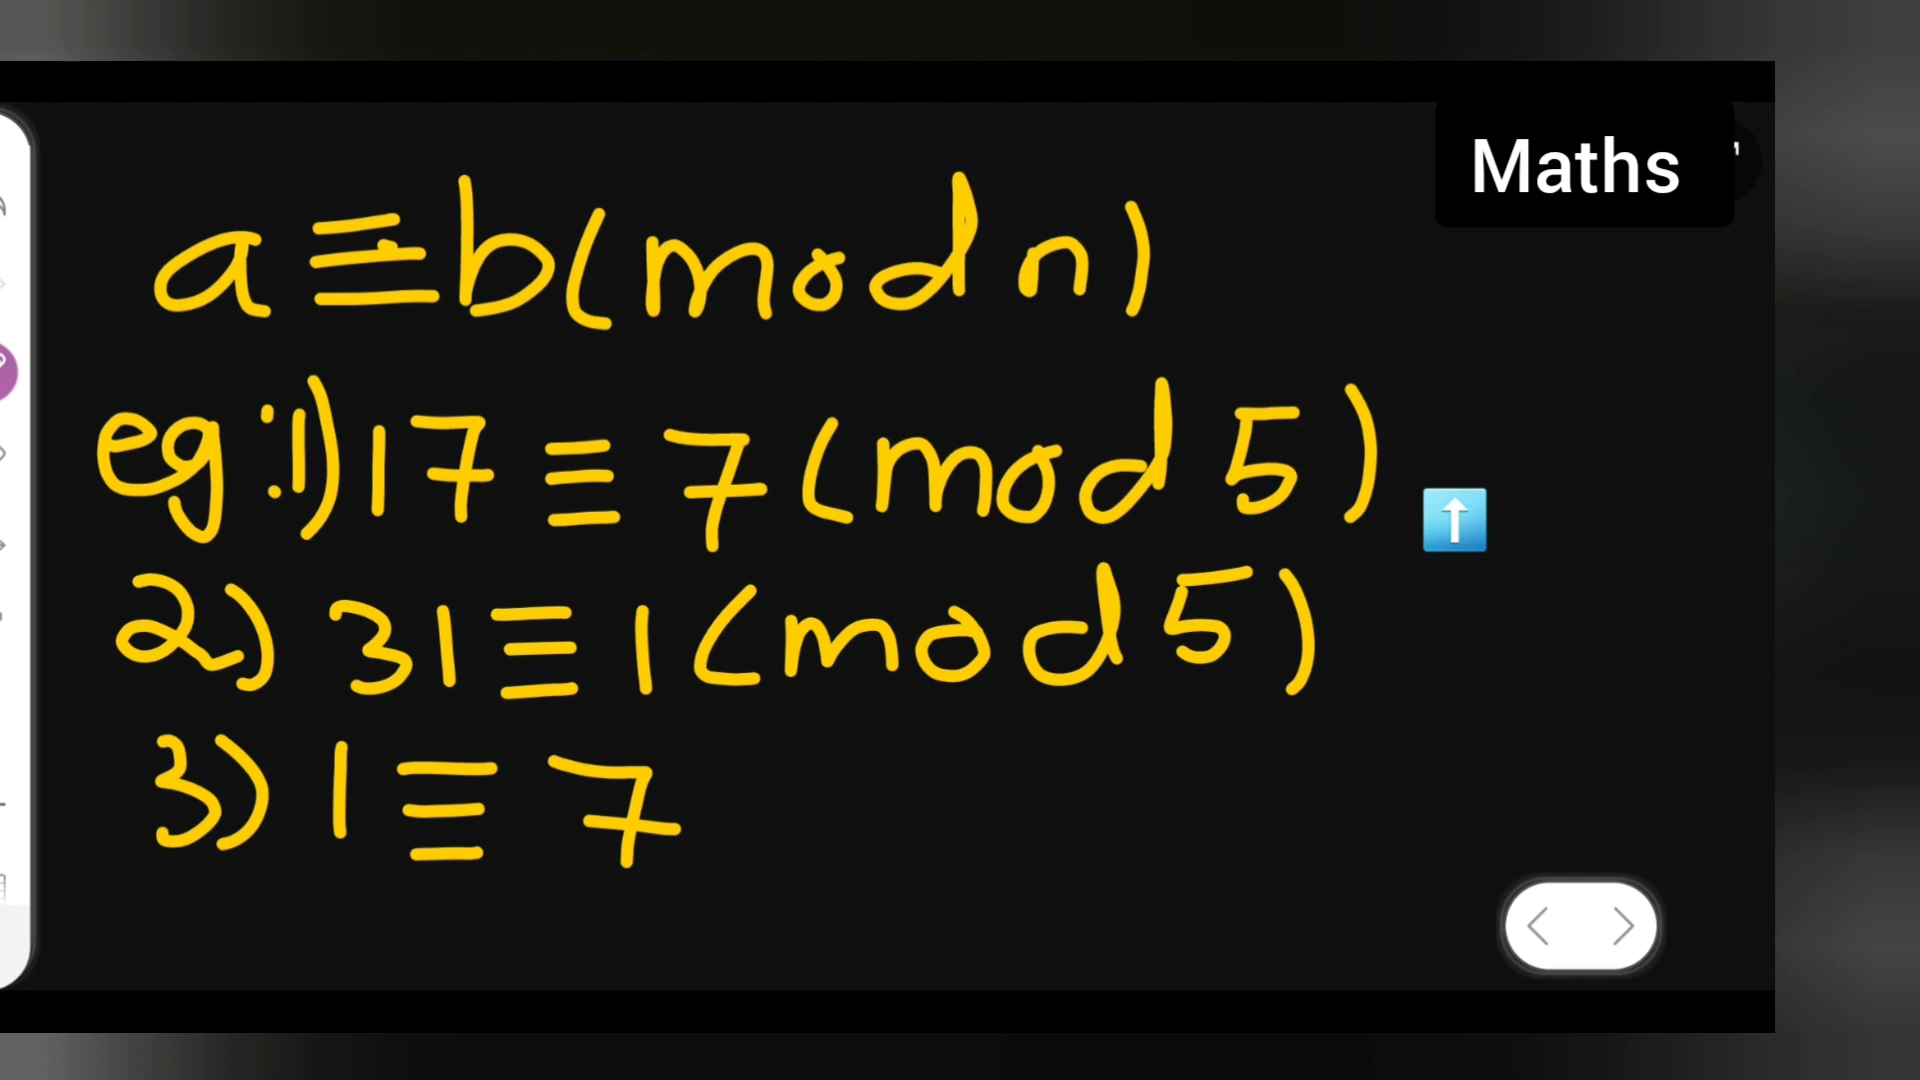 Maths
a ≡ b (mod n)
eg: 1) 17 ≡ 7 (mod 5)
2) 31 ≡ 1 (mod 5)
3) 1 ≡ 7